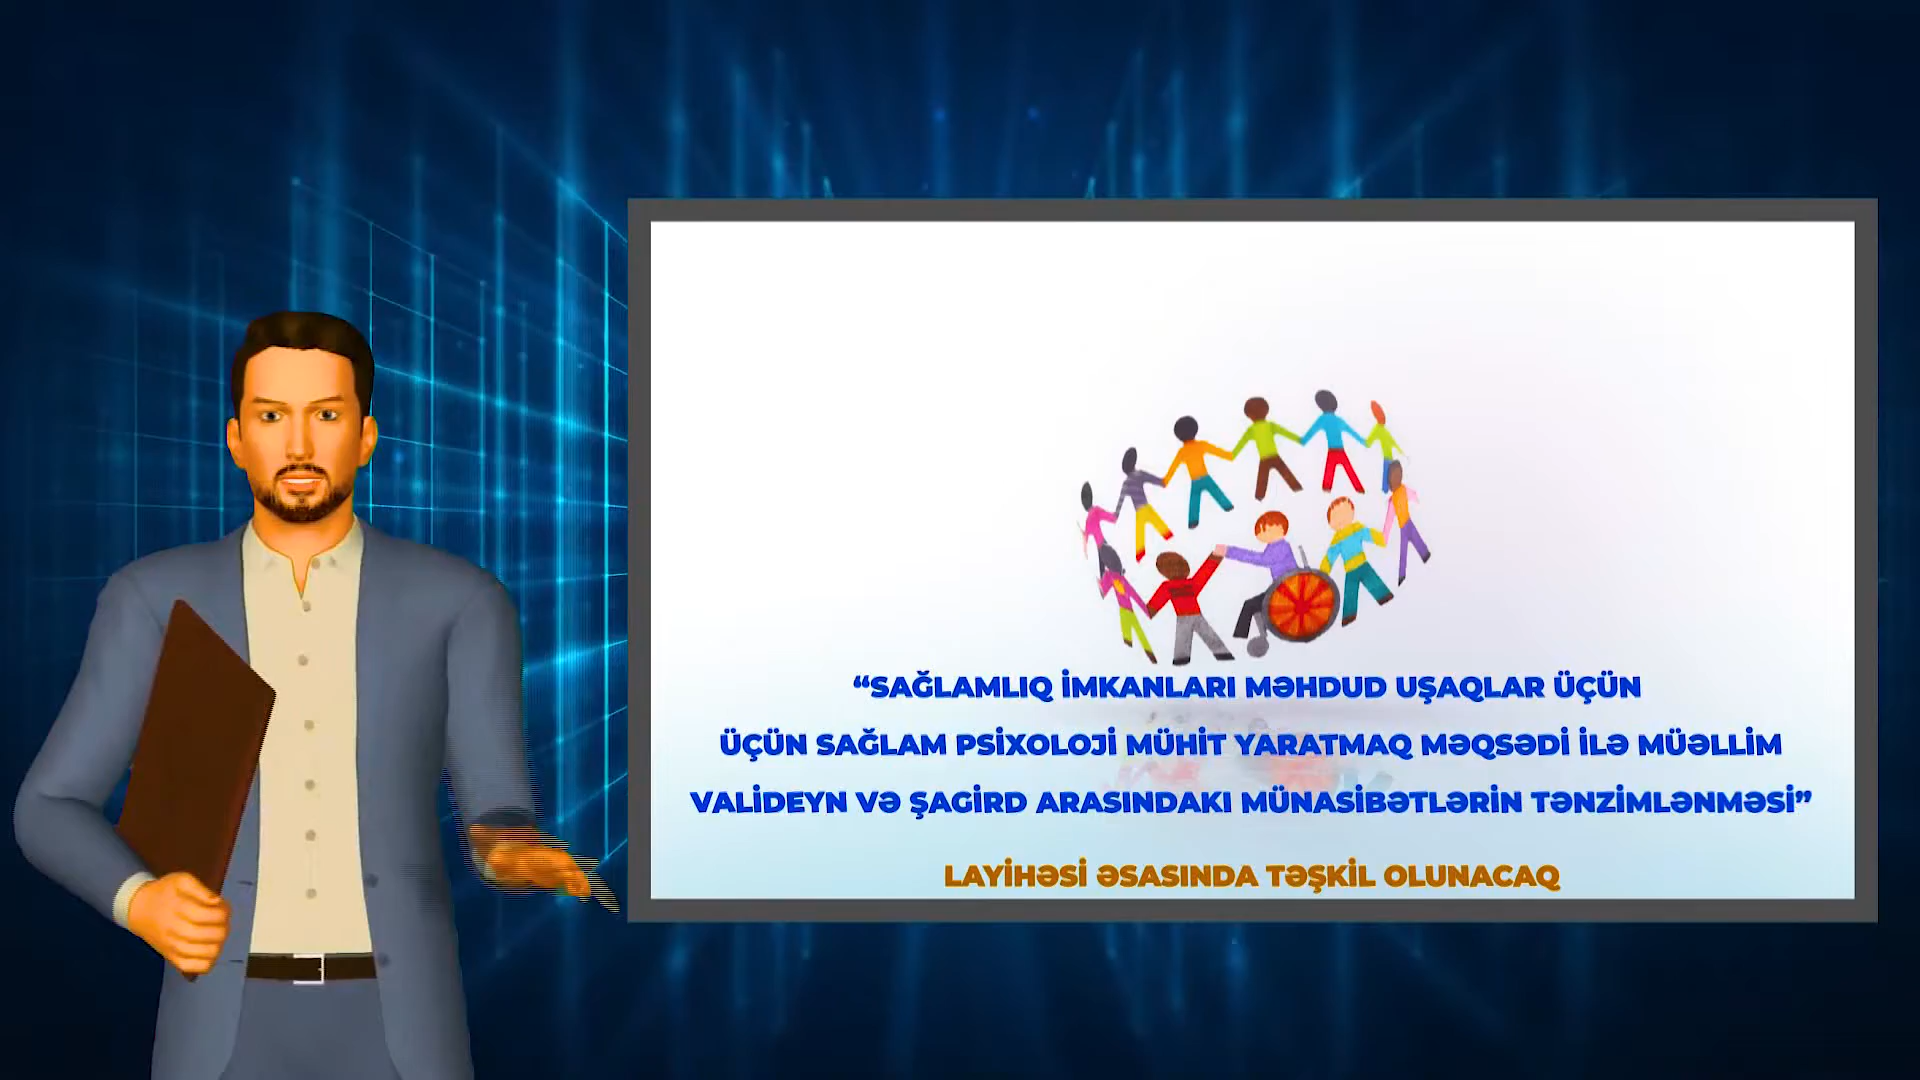 “SAĞLAMLIQ İMKANLARI MƏHDUD UŞAQLAR ÜÇÜN
ÜÇÜN SAĞLAM PSİXOLOJİ MÜHİT YARATMAQ MƏQSƏDİ İLƏ MÜƏLLİM
VALİDEYN VƏ ŞAGİRD ARASINDAKI MÜNASİBƏTLƏRİN TƏNZİMLƏNMƏSİ”
LAYİHƏSİ ƏSASINDA TƏŞKİL OLUNACAQ